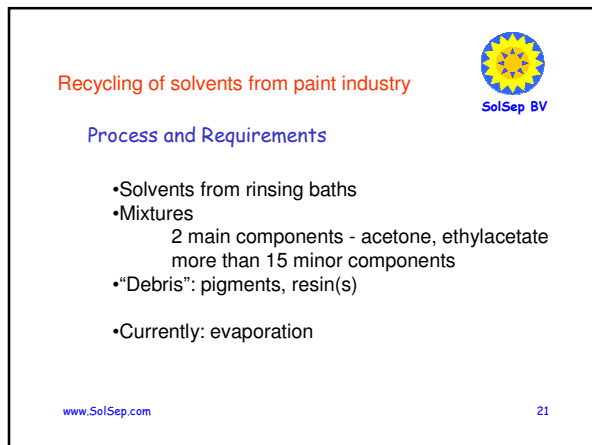 Recycling of solvents from paint industry
SolSep BV
Process and Requirements
•Solvents from rinsing baths
•Mixtures
2 main components - acetone, ethylacetate
more than 15 minor components
•“Debris”: pigments, resin(s)
•Currently: evaporation
www.SolSep.com
21